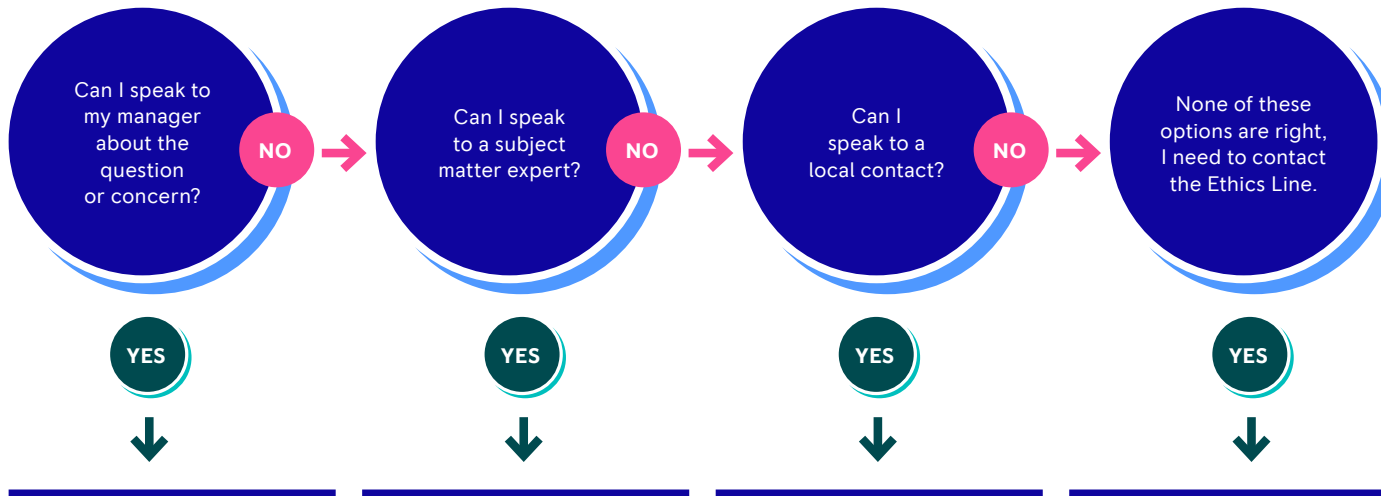 Can I speak to
my manager
about the
question
or concern?
NO
Can I speak
to a subject
matter expert?
NO
Can I
speak to a
local contact?
NO
None of these
options are right,
I need to contact
the Ethics Line.
YES
YES
YES
YES